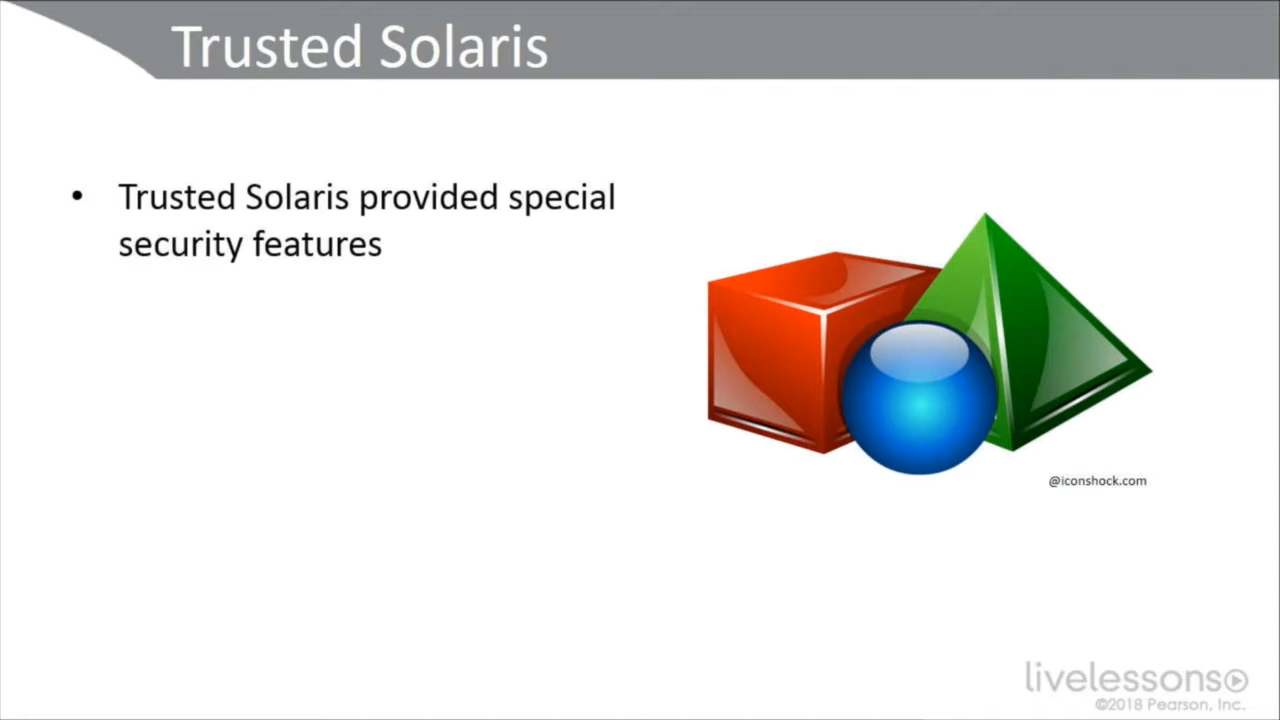 Trusted Solaris
• Trusted Solaris provided special
security features
@iconshock.com
livelessons
©2018 Pearson, Inc.